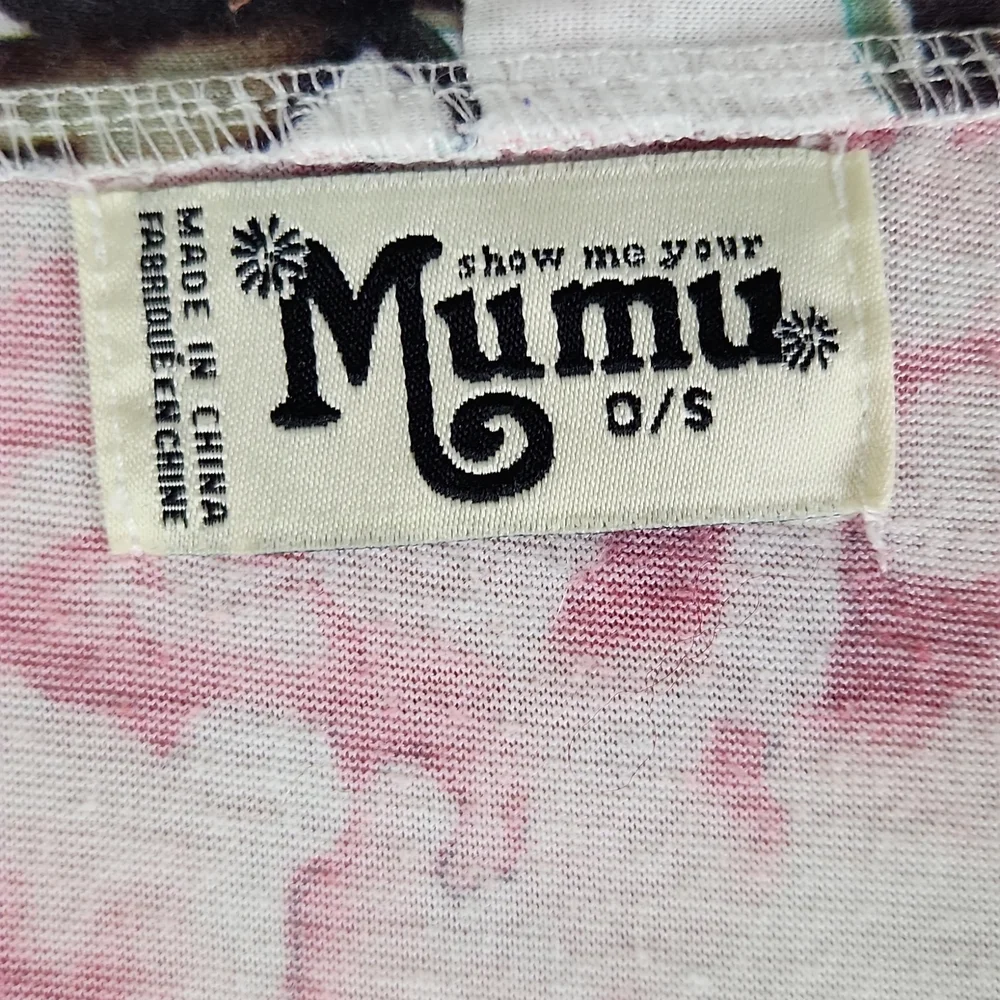 show me your
Mumu
O/S
MADE IN CHINA
FABRIQUÉ EN CHINE